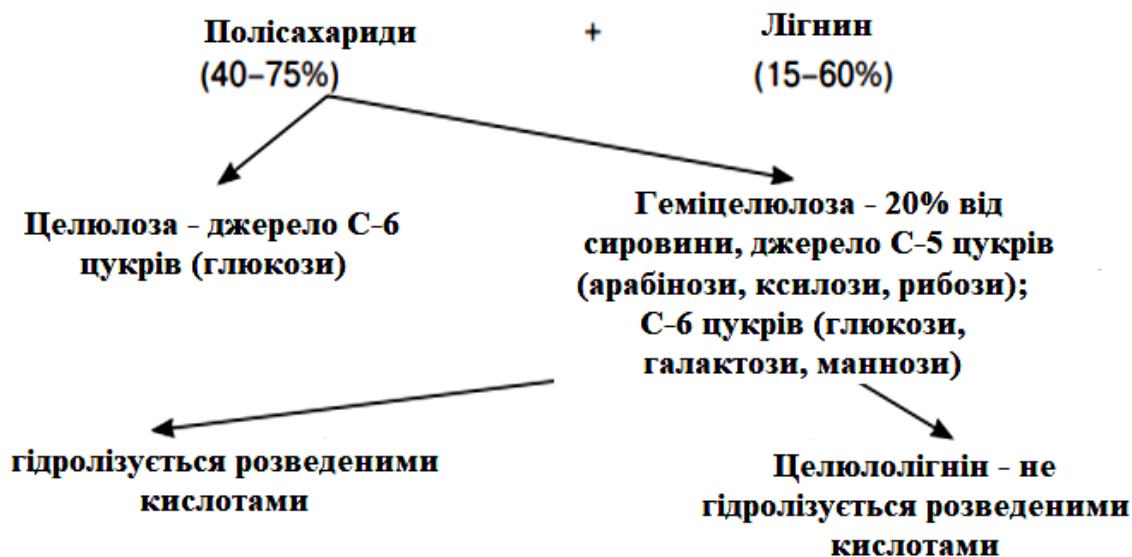 Полісахариди + Лігнин
(40–75%) (15–60%)
Целюлоза - джерело С-6
цукрів (глюкози)
Геміцелюлоза - 20% від
сировини, джерело С-5 цукрів
(арабінози, ксилози, рибози);
С-6 цукрів (глюкози,
галактози, маннози)
гідролізується розведеними
кислотами
Целюлолігнін - не
гідролізується розведеними
кислотами